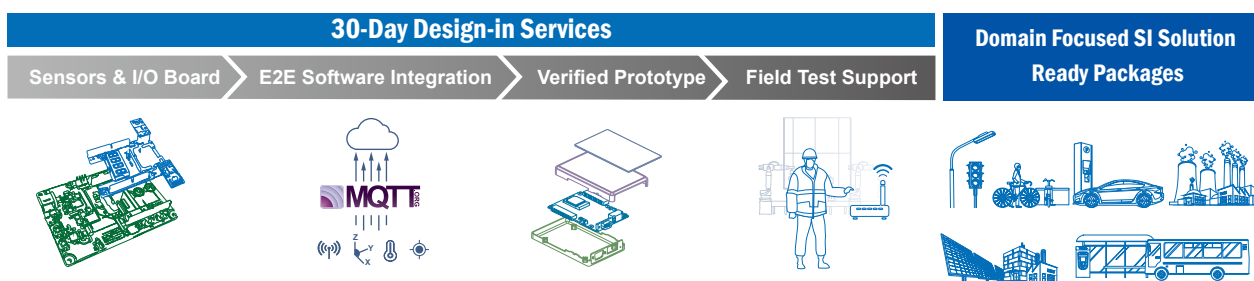 30-Day Design-in Services
Domain Focused SI Solution
Ready Packages
Sensors & I/O Board
E2E Software Integration
Verified Prototype
Field Test Support
MQTT
.ORG
Z
Y
X